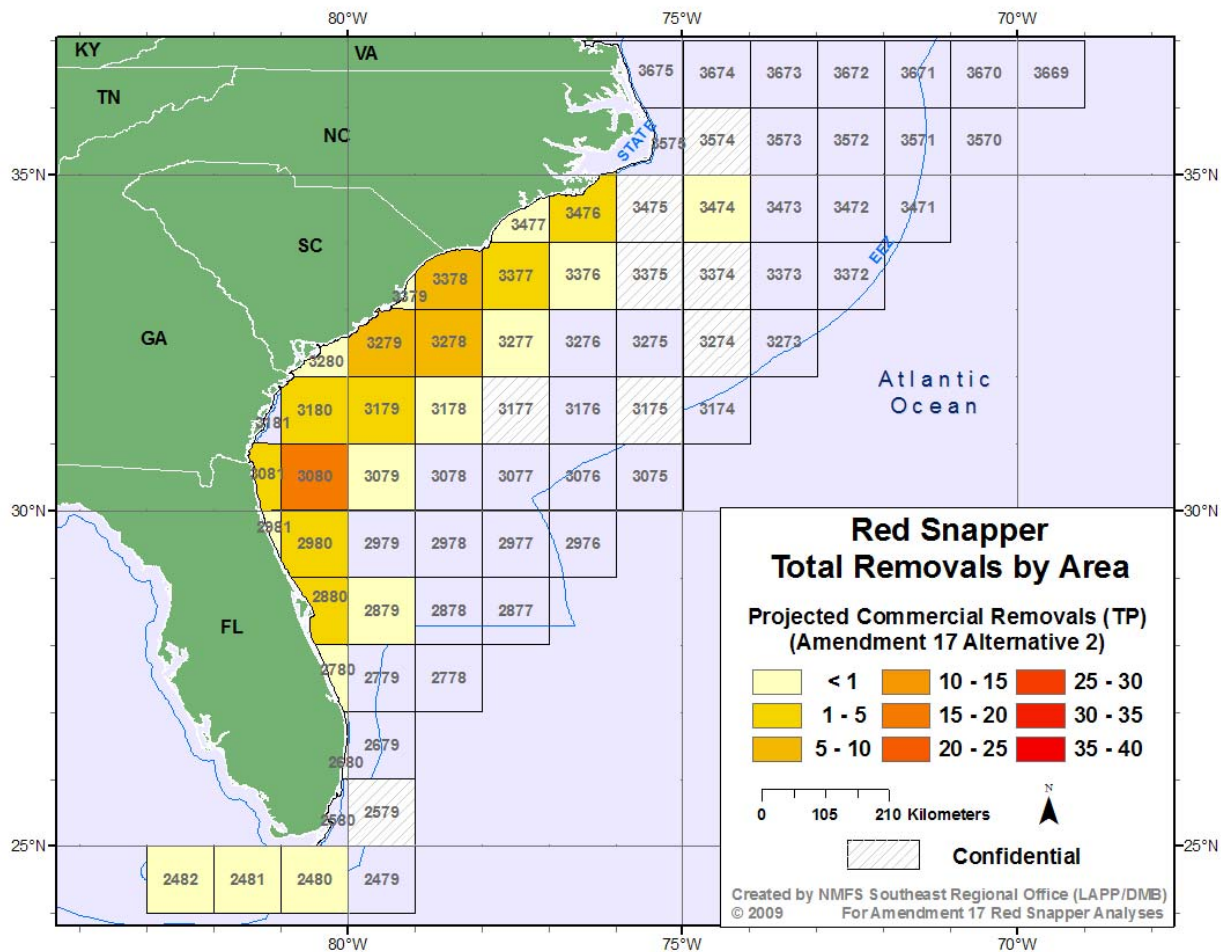 80°W 75°W 70°W
KY VA
3675 3674 3673 3672 3671 3670 3669
TN
NC STATE 3575 3574 3573 3572 3571 3570
35°N 35°N
3477 3476 3475 3474 3473 3472 3471
SC EEZ
3379 3378 3377 3376 3375 3374 3373 3372
GA 3280 3279 3278 3277 3276 3275 3274 3273
Atlantic
Ocean
3181 3180 3179 3178 3177 3176 3175 3174
3081 3080 3079 3078 3077 3076 3075
30°N 30°N
2981 2980 2979 2978 2977 2976
2880 2879 2878 2877
FL
2780 2779 2778
2680 2679
2580 2579
25°N 25°N
2482 2481 2480 2479
80°W 75°W 70°W
Red Snapper
Total Removals by Area
Projected Commercial Removals (TP)
(Amendment 17 Alternative 2)
< 1 10 - 15 25 - 30
1 - 5 15 - 20 30 - 35
5 - 10 20 - 25 35 - 40
0 105 210 Kilometers
N
Confidential
Created by NMFS Southeast Regional Office (LAPP/DMB)
© 2009 For Amendment 17 Red Snapper Analyses